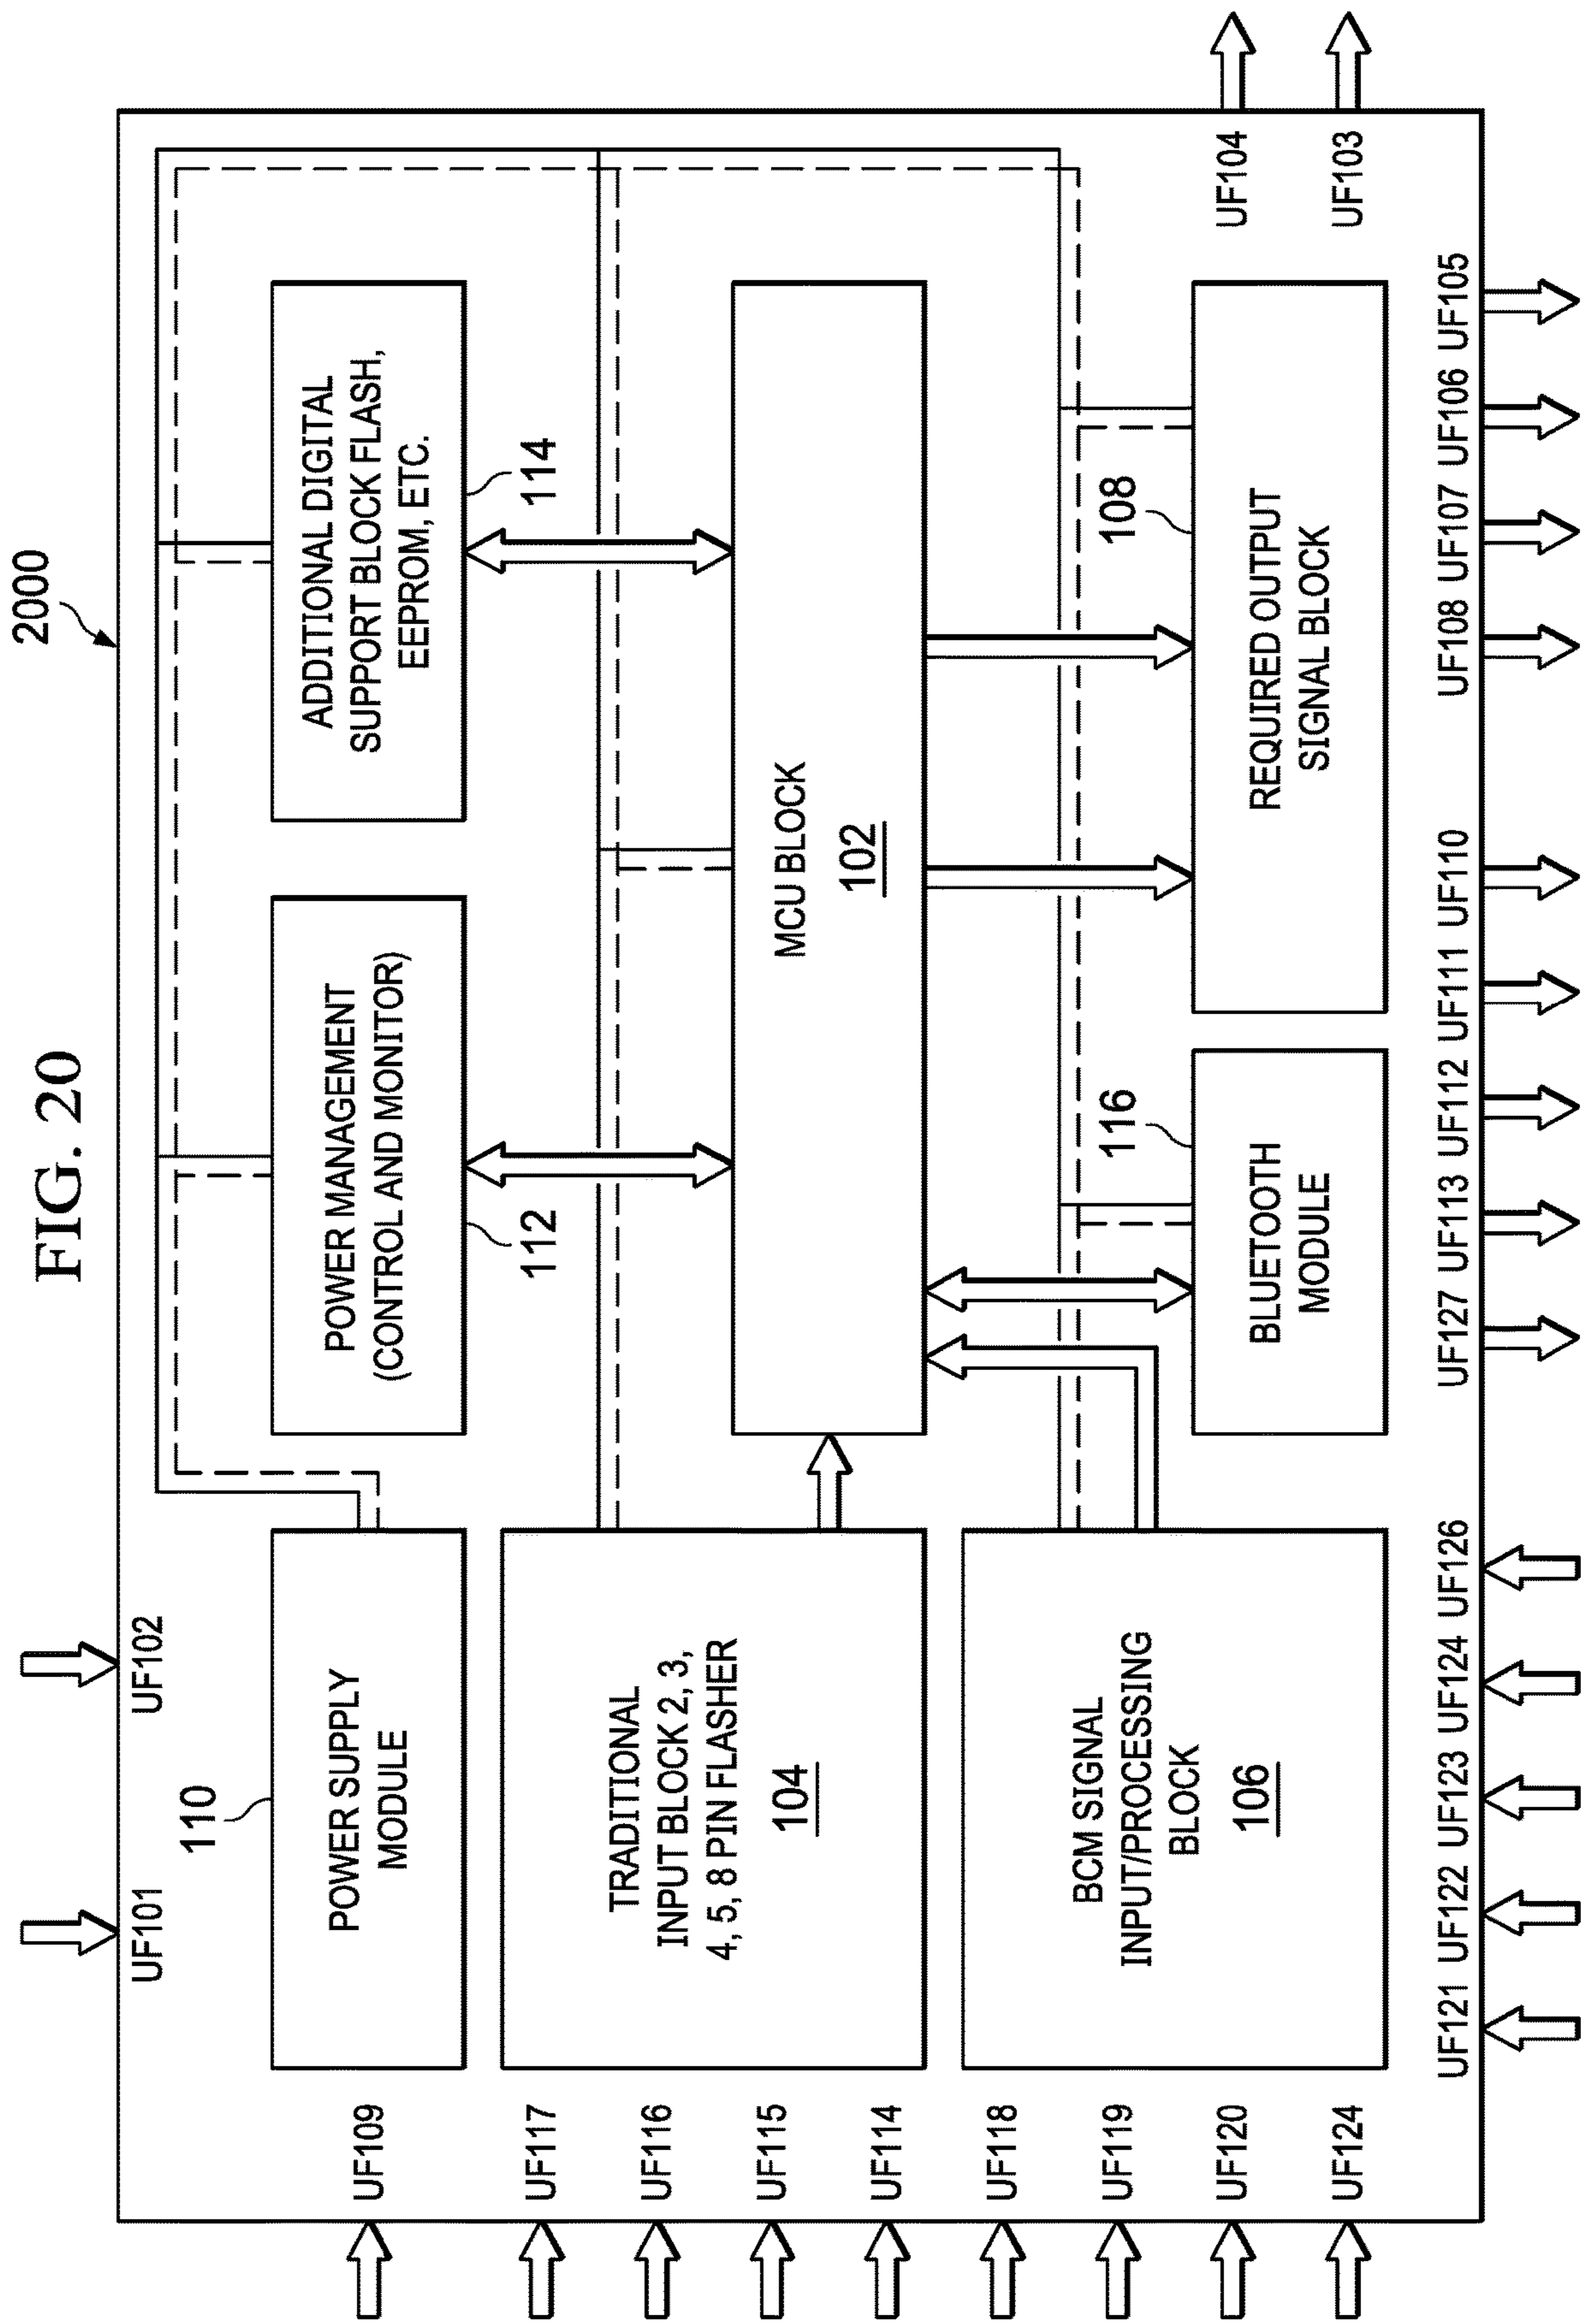 FIG. 20
2000
UF101
UF102
110
POWER SUPPLY
MODULE
POWER MANAGEMENT
(CONTROL AND MONITOR)
112
ADDITIONAL DIGITAL
SUPPORT BLOCK FLASH,
EEPROM, ETC.
114
UF109
UF117
UF116
UF115
UF114
UF118
UF119
UF120
UF124
TRADITIONAL
INPUT BLOCK 2, 3,
4, 5, 8 PIN FLASHER
104
MCU BLOCK
102
BCM SIGNAL
INPUT/PROCESSING
BLOCK
106
116
BLUETOOTH
MODULE
108
REQUIRED OUTPUT
SIGNAL BLOCK
UF104
UF103
UF121
UF122
UF123
UF124
UF126
UF127
UF113
UF112
UF111
UF110
UF108
UF107
UF106
UF105